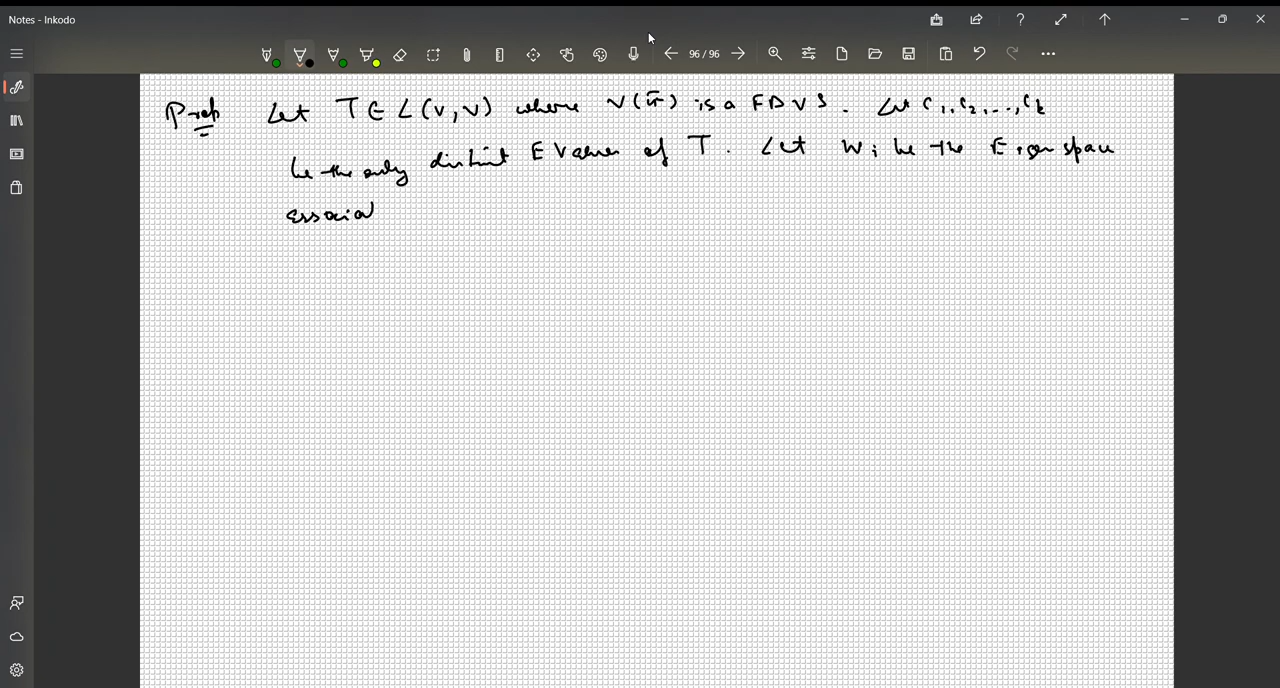 Notes - Inkodo
96 / 96
Prop Let T ∈ L(V, V) where V(F) is a FDVS. Let c1, c2, ..., ck
be the only distinct E Values of T. Let Wi be the Eigen space
associat